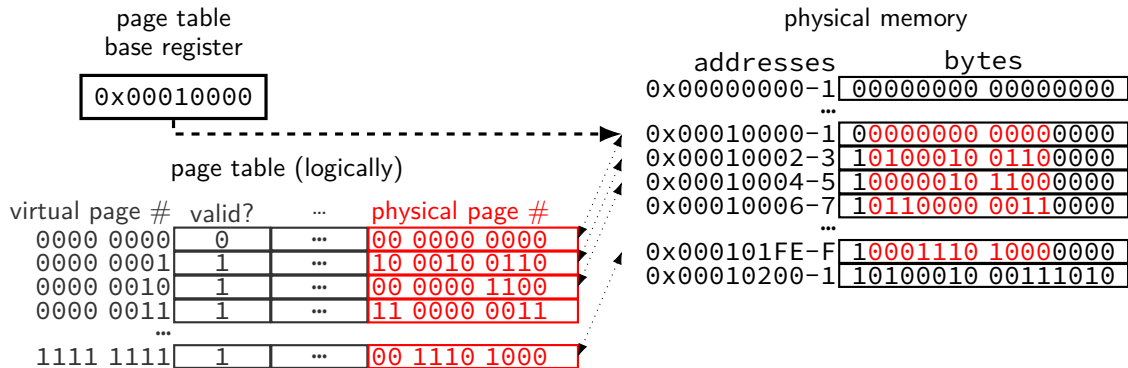 page table
base register
0x00010000
page table (logically)
virtual page # valid? ... physical page #
0000 0000 0 ... 00 0000 0000
0000 0001 1 ... 10 0010 0110
0000 0010 1 ... 00 0000 1100
0000 0011 1 ... 11 0000 0011
...
1111 1111 1 ... 00 1110 1000
physical memory
addresses bytes
0x00000000-1 00000000 00000000
...
0x00010000-1 00000000 00000000
0x00010002-3 10100010 01100000
0x00010004-5 10000010 11000000
0x00010006-7 10110000 00110000
...
0x000101FE-F 10001110 10000000
0x00010200-1 10100010 00111010